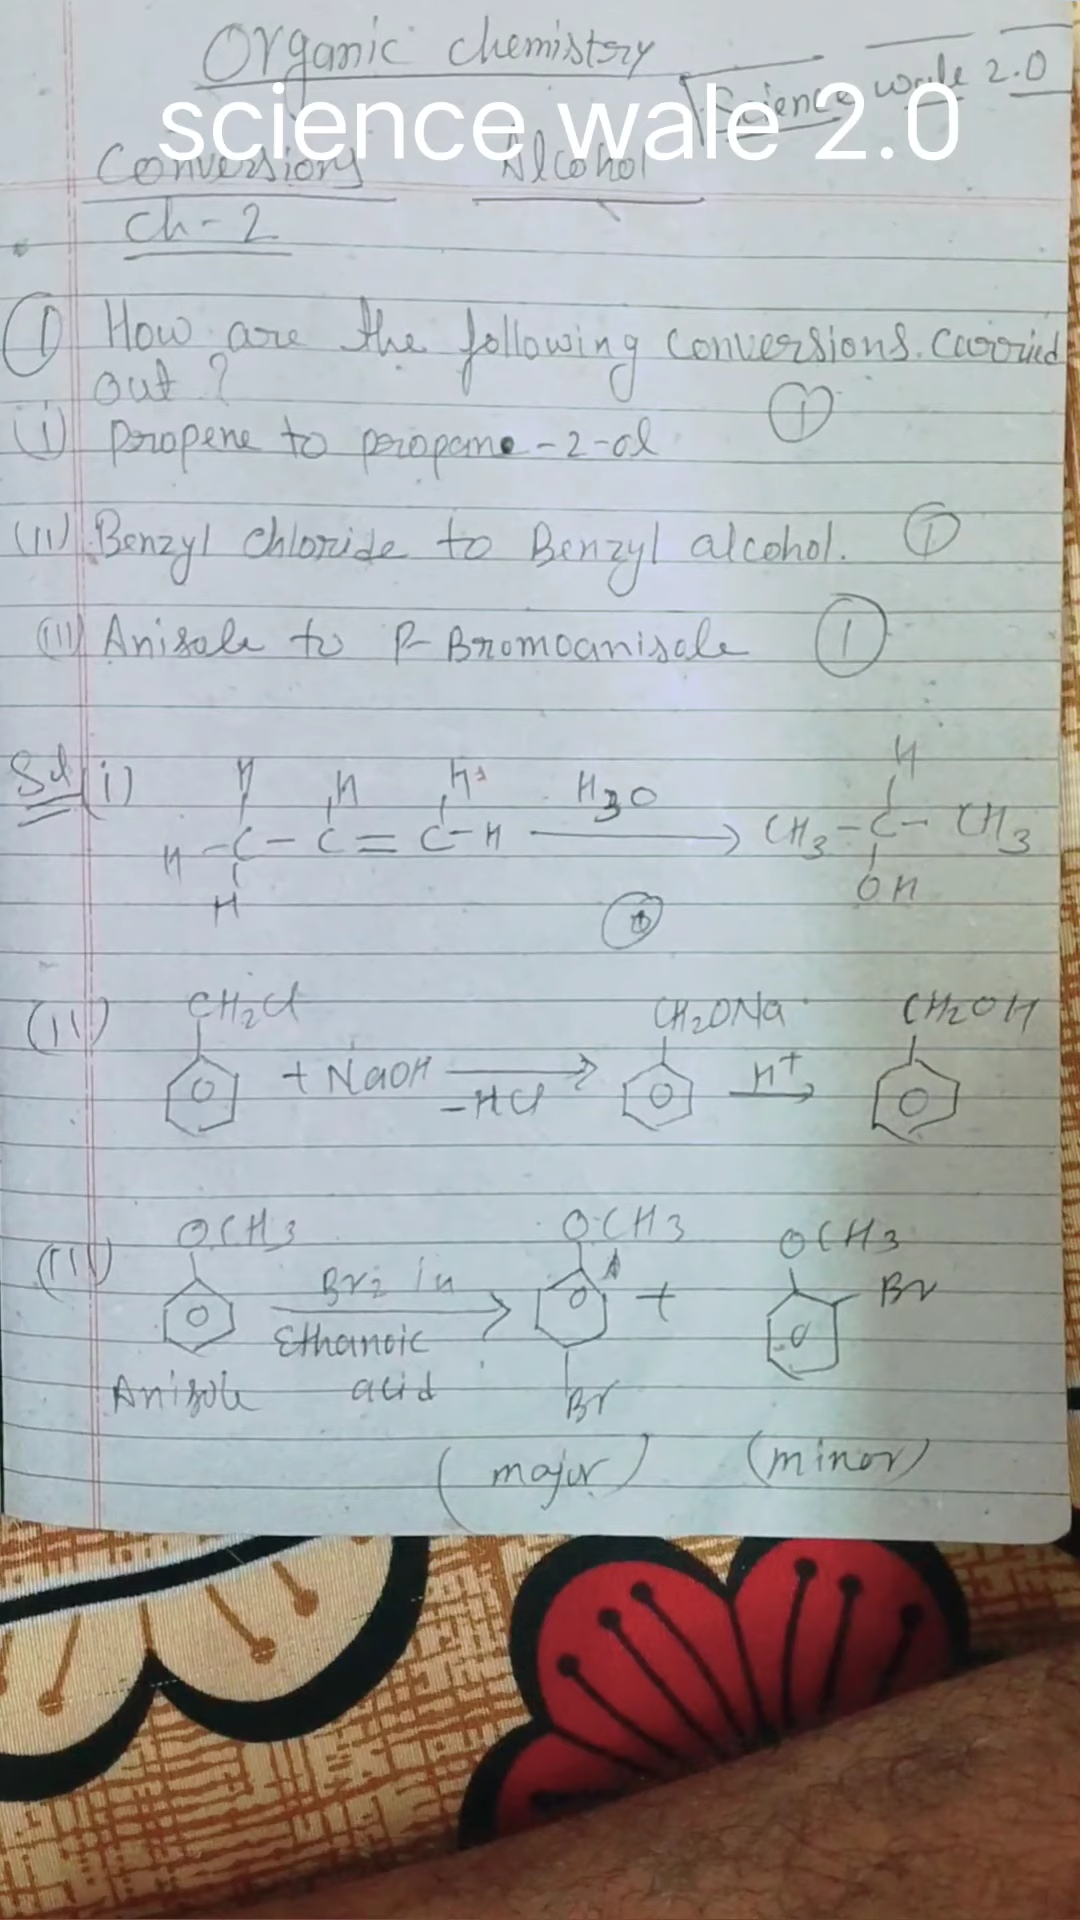 Organic chemistry
Science wale 2.0
science wale 2.0
Conversions Alcohol
Ch-2
① How are the following conversions carried
out ?
(i) propene to propane-2-ol ①
(ii) Benzyl chloride to Benzyl alcohol. ①
(iii) Anisole to P-Bromoanisole ①
Sol (i)
H H H H
H - C - C = C - H H3O CH3 - C - CH3
H OH
(ii) CH2Cl CH2ONa CH2OH
+ NaOH -HCl H+
(iii) OCH3 OCH3 OCH3
Br2 in + Br
Ethanoic
Anisole acid Br
(major) (minor)